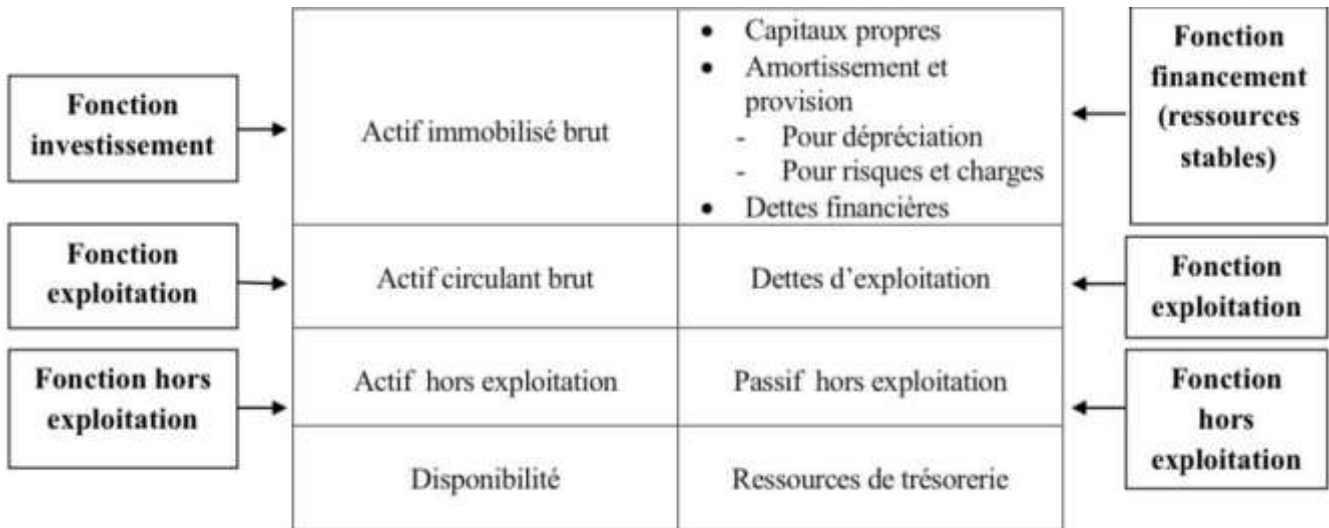 Fonction
investissement
Fonction
exploitation
Fonction hors
exploitation
Actif immobilisé brut
• Capitaux propres
• Amortissement et
provision
- Pour dépréciation
- Pour risques et charges
• Dettes financières
Actif circulant brut
Dettes d’exploitation
Actif hors exploitation
Passif hors exploitation
Disponibilité
Ressources de trésorerie
Fonction
financement
(ressources
stables)
Fonction
exploitation
Fonction
hors
exploitation